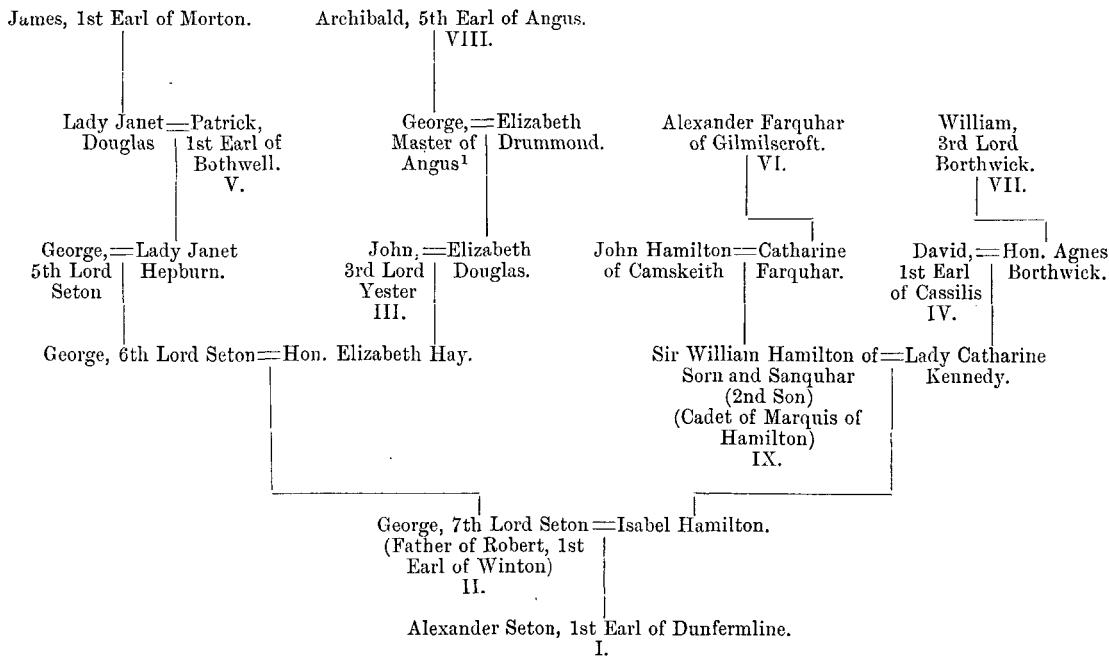 James, 1st Earl of Morton.
Archibald, 5th Earl of Angus.
VIII.
Lady Janet = Patrick,
Douglas 1st Earl of
Bothwell.
V.
George, = Elizabeth
Master of Drummond.
Angus¹
Alexander Farquhar
of Gilmilscroft.
VI.
William,
3rd Lord
Borthwick.
VII.
George, = Lady Janet
5th Lord Hepburn.
Seton
John, = Elizabeth
3rd Lord Douglas.
Yester
III.
John Hamilton = Catharine
of Camskeith Farquhar.
David, = Hon. Agnes
1st Earl Borthwick.
of Cassilis
IV.
George, 6th Lord Seton = Hon. Elizabeth Hay.
Sir William Hamilton of = Lady Catharine
Sorn and Sanquhar Kennedy.
(2nd Son)
(Cadet of Marquis of
Hamilton)
IX.
George, 7th Lord Seton = Isabel Hamilton.
(Father of Robert, 1st
Earl of Winton)
II.
Alexander Seton, 1st Earl of Dunfermline.
I.